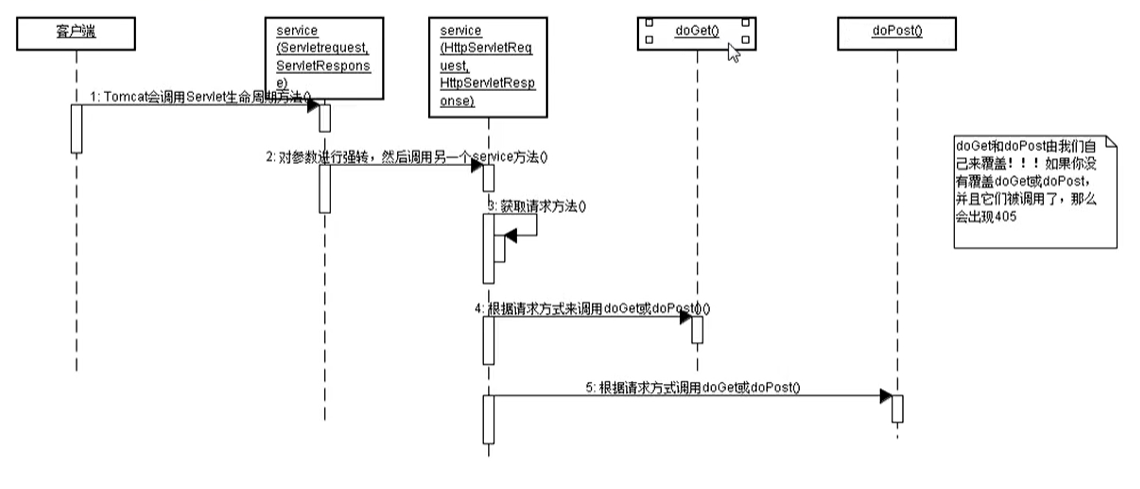 客户端
service
(Servletrequest,
ServletRespons
e)
service
(HttpServletReq
uest,
HttpServletResp
onse)
doGet()
doPost()
1: Tomcat会调用Servlet生命周期方法()
2: 对参数进行强转，然后调用另一个service方法()
3: 获取请求方法()
4: 根据请求方式来调用doGet或doPost()()
5: 根据请求方式调用doGet或doPost()
doGet和doPost由我们自
己来覆盖！！！如果你没
有覆盖doGet或doPost，
并且它们被调用了，那么
会出现405